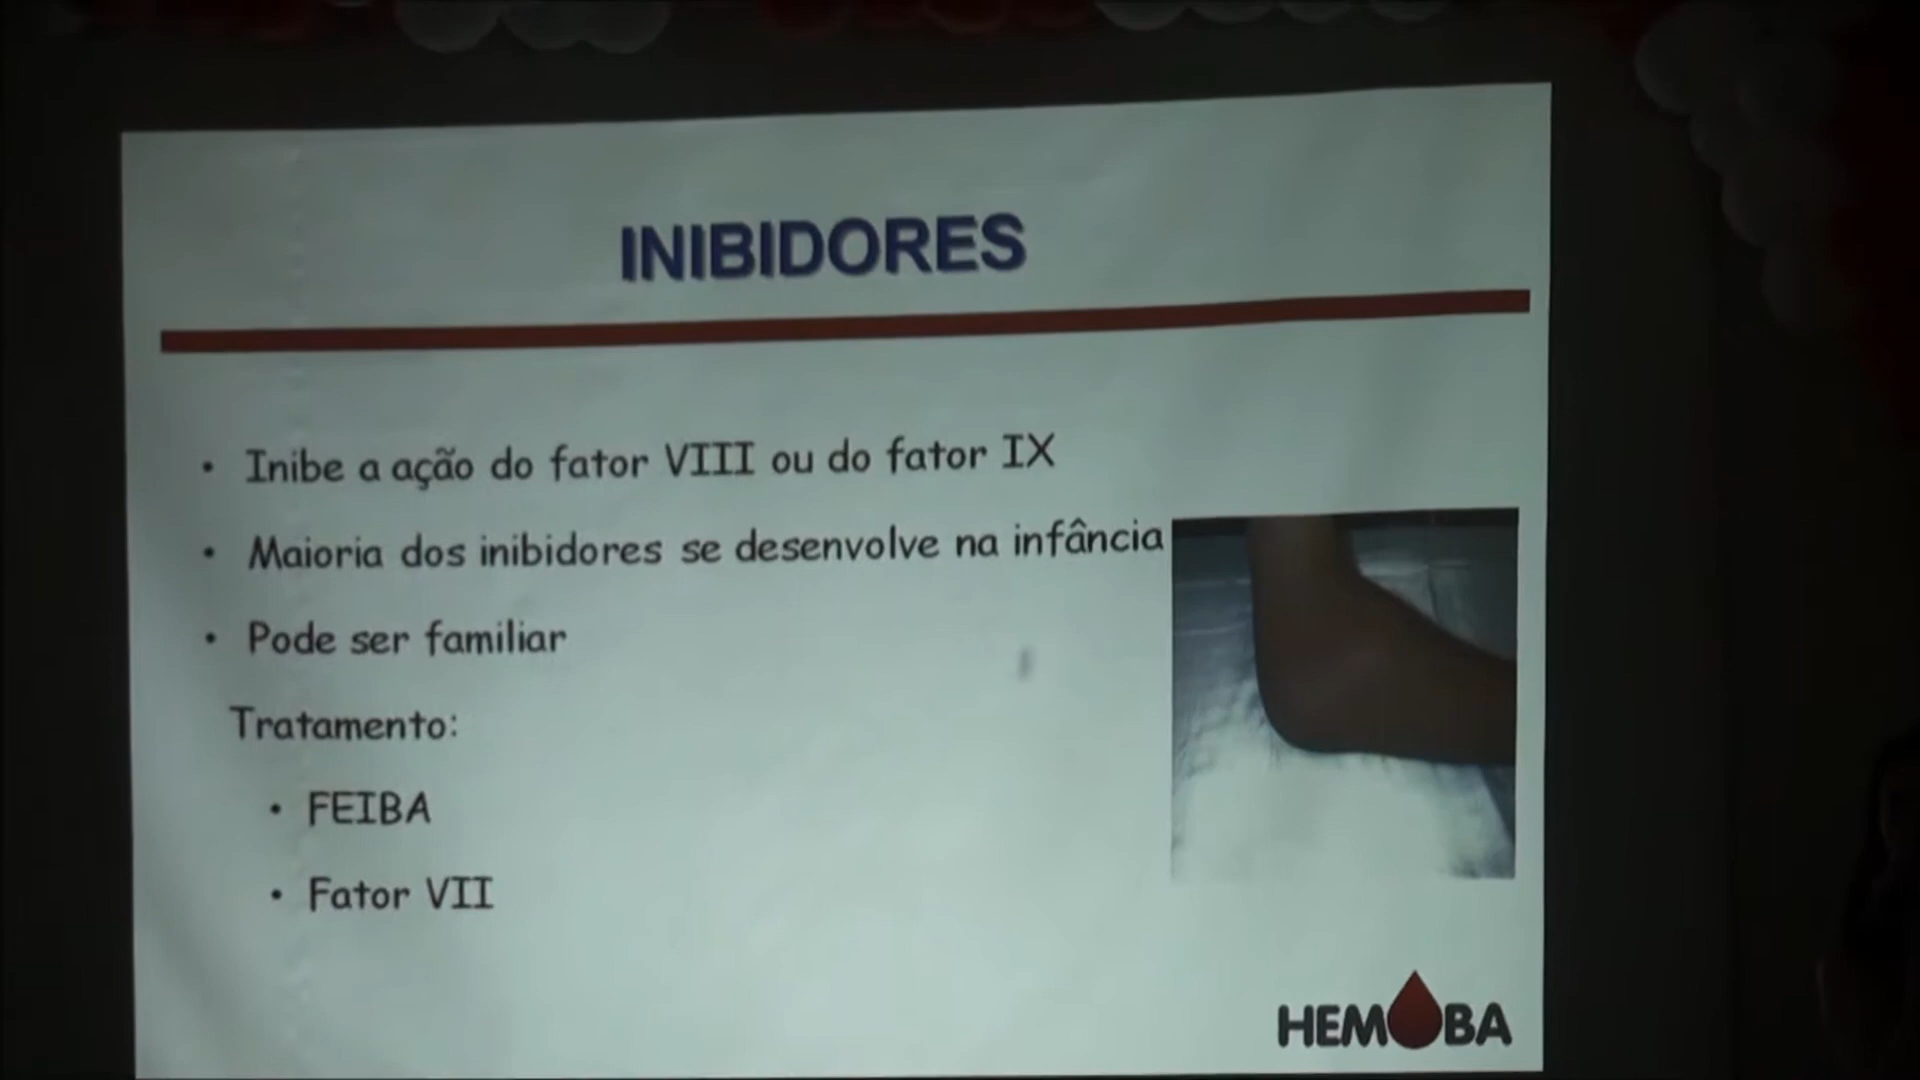 INIBIDORES
• Inibe a ação do fator VIII ou do fator IX
• Maioria dos inibidores se desenvolve na infância
• Pode ser familiar
Tratamento:
• FEIBA
• Fator VII
HEMOBA